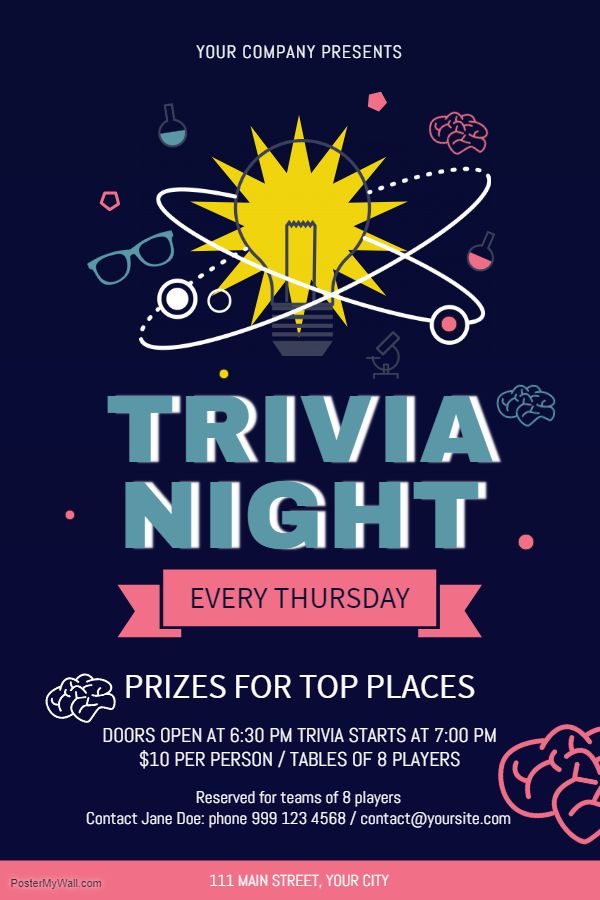 YOUR COMPANY PRESENTS
TRIVIA
NIGHT
EVERY THURSDAY
PRIZES FOR TOP PLACES
DOORS OPEN AT 6:30 PM TRIVIA STARTS AT 7:00 PM
$10 PER PERSON / TABLES OF 8 PLAYERS
Reserved for teams of 8 players
Contact Jane Doe: phone 999 123 4568 / contact@yoursite.com
111 MAIN STREET, YOUR CITY
PosterMyWall.com